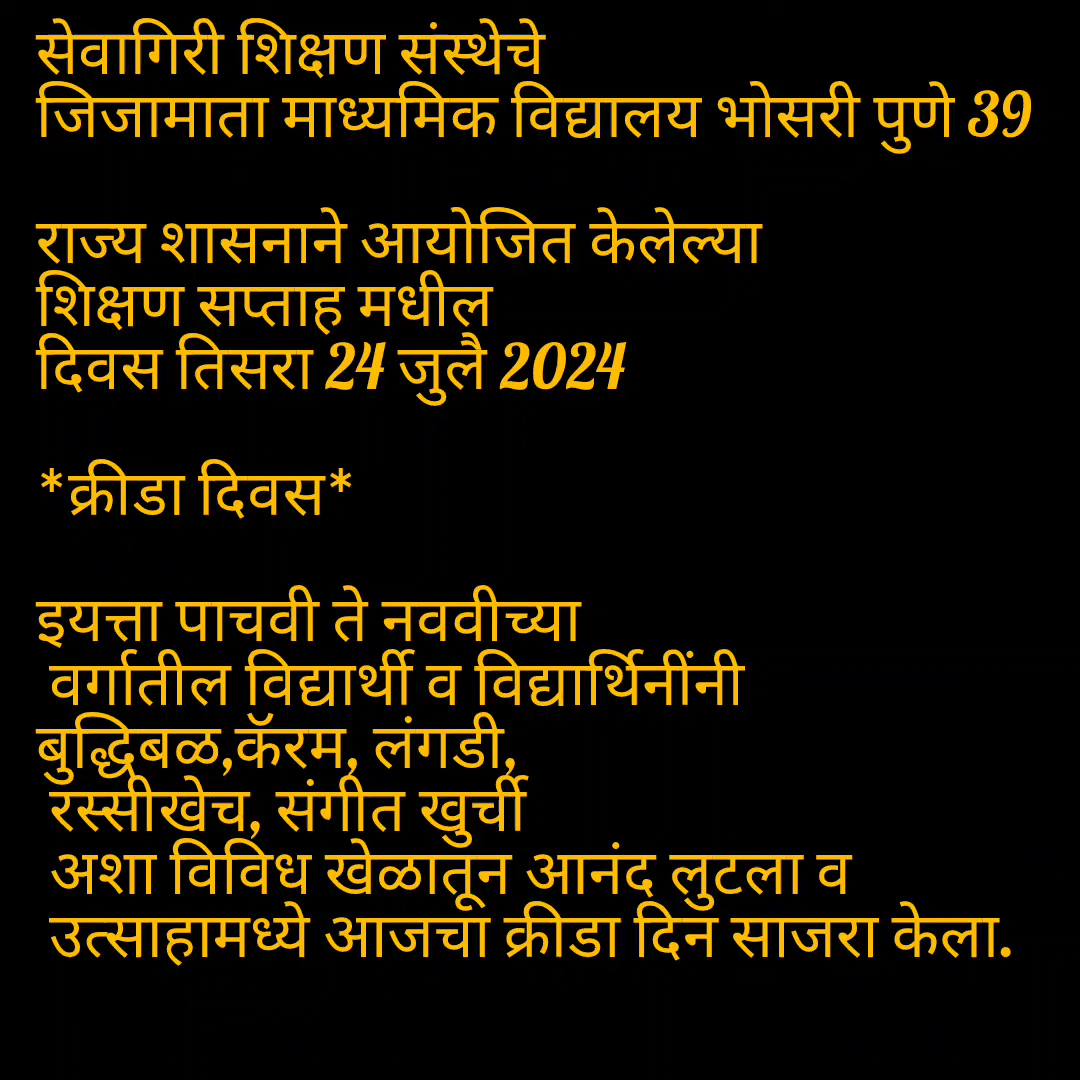 सेवागिरी शिक्षण संस्थेचे
जिजामाता माध्यमिक विद्यालय भोसरी पुणे 39
राज्य शासनाने आयोजित केलेल्या
शिक्षण सप्ताह मधील
दिवस तिसरा 24 जुलै 2024
*क्रीडा दिवस*
इयत्ता पाचवी ते नववीच्या
वर्गातील विद्यार्थी व विद्यार्थिनींनी
बुद्धिबळ,कॅरम, लंगडी,
रस्सीखेच, संगीत खुर्ची
अशा विविध खेळातून आनंद लुटला व
उत्साहामध्ये आजचा क्रीडा दिन साजरा केला.